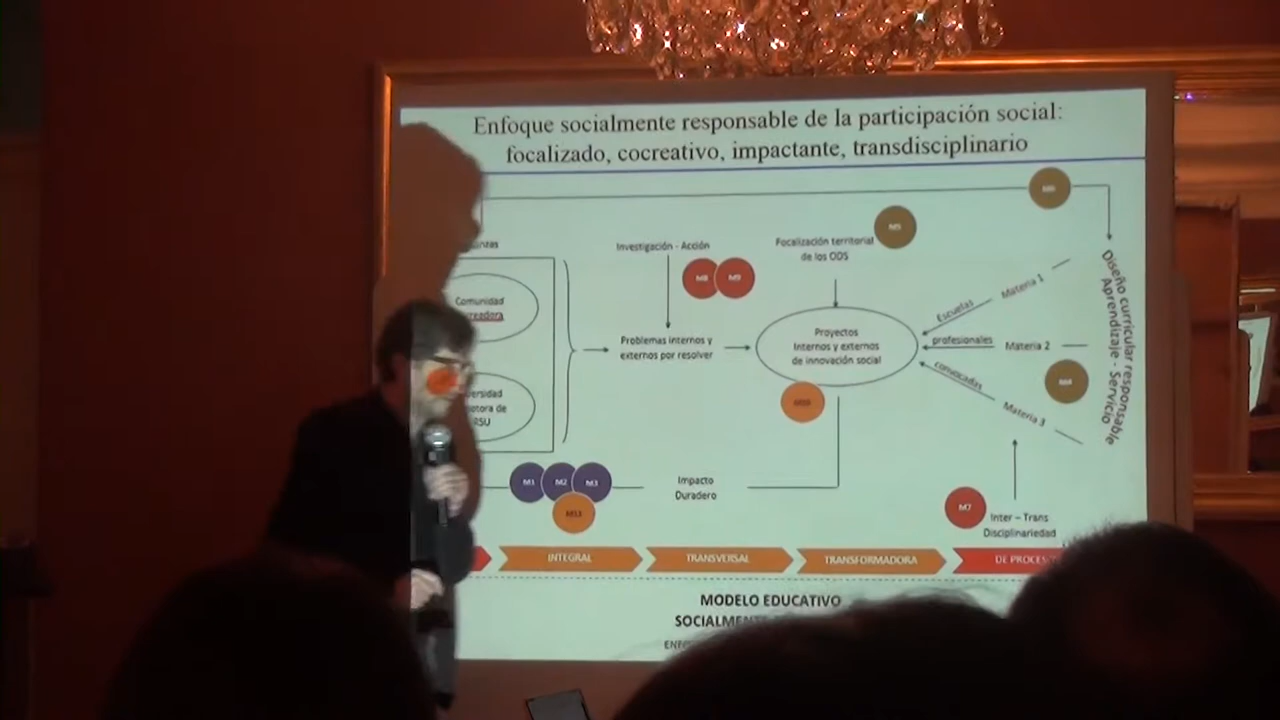 Enfoque socialmente responsable de la participación social:
focalizado, cocreativo, impactante, transdisciplinario
Investigación - Acción
M8
M9
Focalización territorial
de los ODS
M5
Comunidad
Problemas internos y
externos por resolver
Proyectos
Internos y externos
de innovación social
Escuelas
profesionales
convocadas
Materia 1
Materia 2
Materia 3
Diseño curricular responsable
Aprendizaje - Servicio
M1
M2
M3
Impacto
Duradero
M7
Inter - Trans
Disciplinariedad
INTEGRAL
TRANSVERSAL
TRANSFORMADORA
MODELO EDUCATIVO